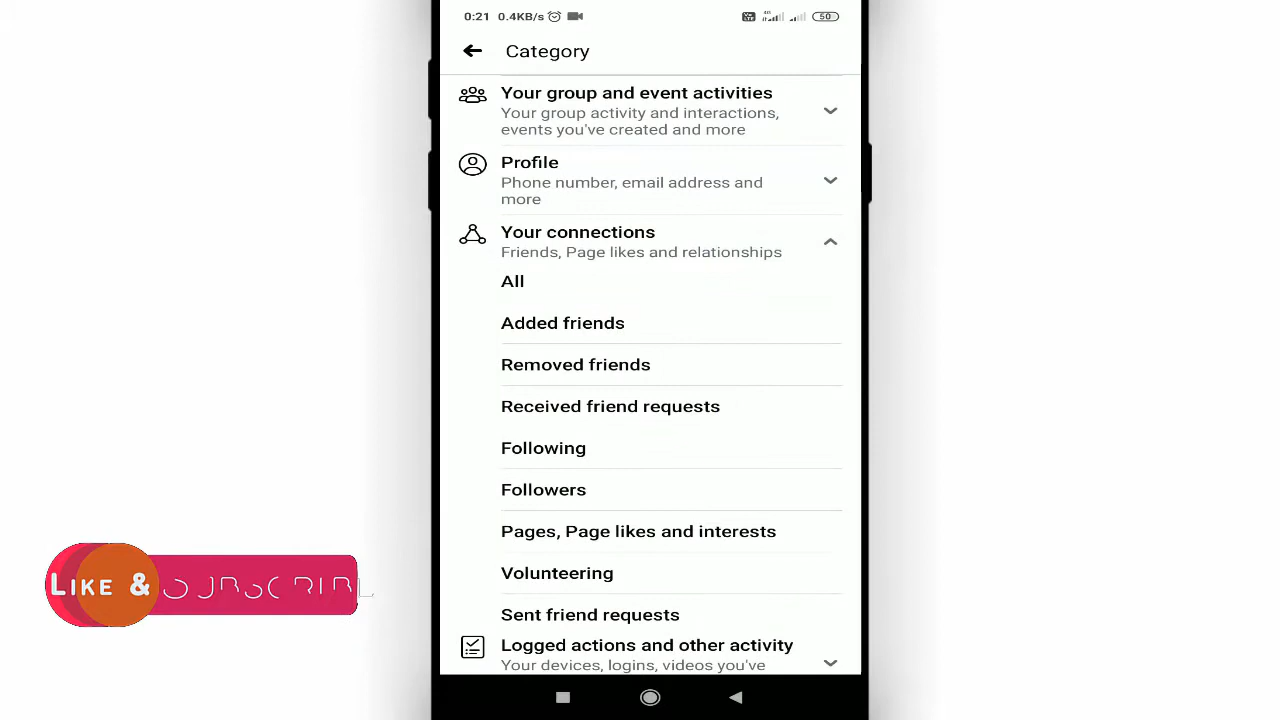 0:21 0.4KB/s
4G
50
Category
Your group and event activities
Your group activity and interactions,
events you've created and more
Profile
Phone number, email address and
more
Your connections
Friends, Page likes and relationships
All
Added friends
Removed friends
Received friend requests
Following
Followers
Pages, Page likes and interests
Volunteering
Sent friend requests
Logged actions and other activity
Your devices, logins, videos you've
LIKE &